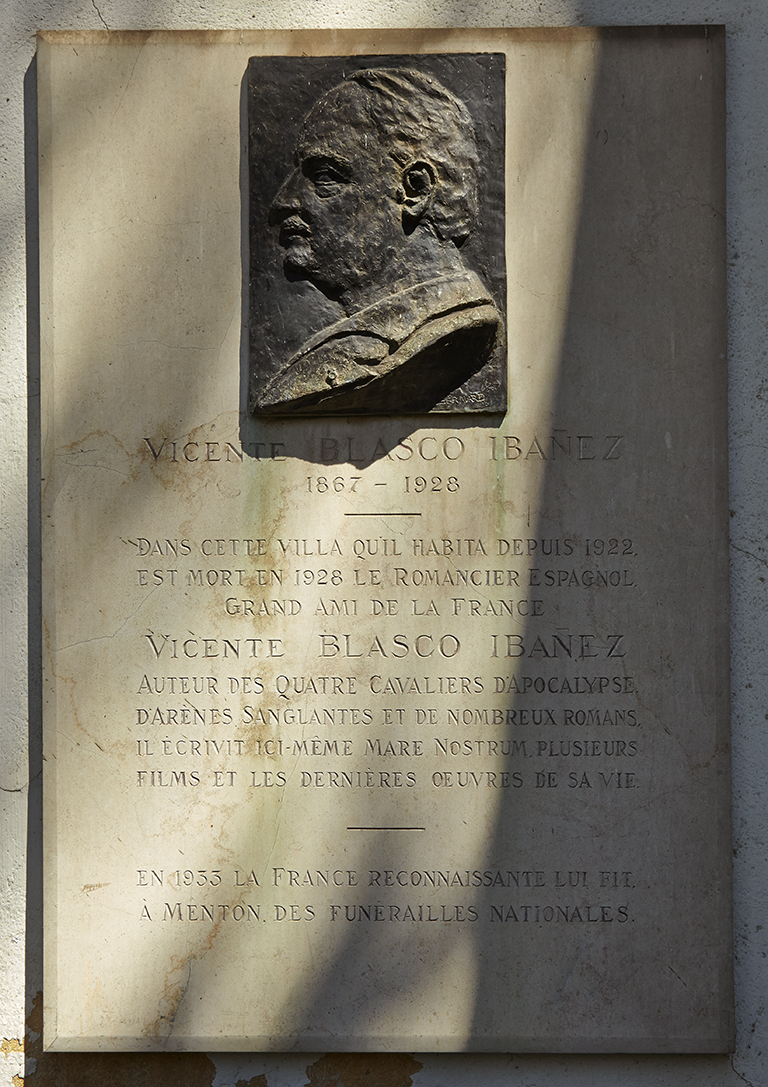 BERNARD
VICENTE BLASCO IBAÑEZ
1867 – 1928
DANS CETTE VILLA QU'IL HABITA DEPUIS 1922,
EST MORT EN 1928 LE ROMANCIER ESPAGNOL,
GRAND AMI DE LA FRANCE
VICENTE BLASCO IBAÑEZ
AUTEUR DES QUATRE CAVALIERS D'APOCALYPSE,
D'ARÈNES SANGLANTES ET DE NOMBREUX ROMANS,
IL ÉCRIVIT ICI-MÊME MARE NOSTRUM, PLUSIEURS
FILMS ET LES DERNIÈRES ŒUVRES DE SA VIE.
EN 1933 LA FRANCE RECONNAISSANTE LUI FIT,
À MENTON, DES FUNÉRAILLES NATIONALES.